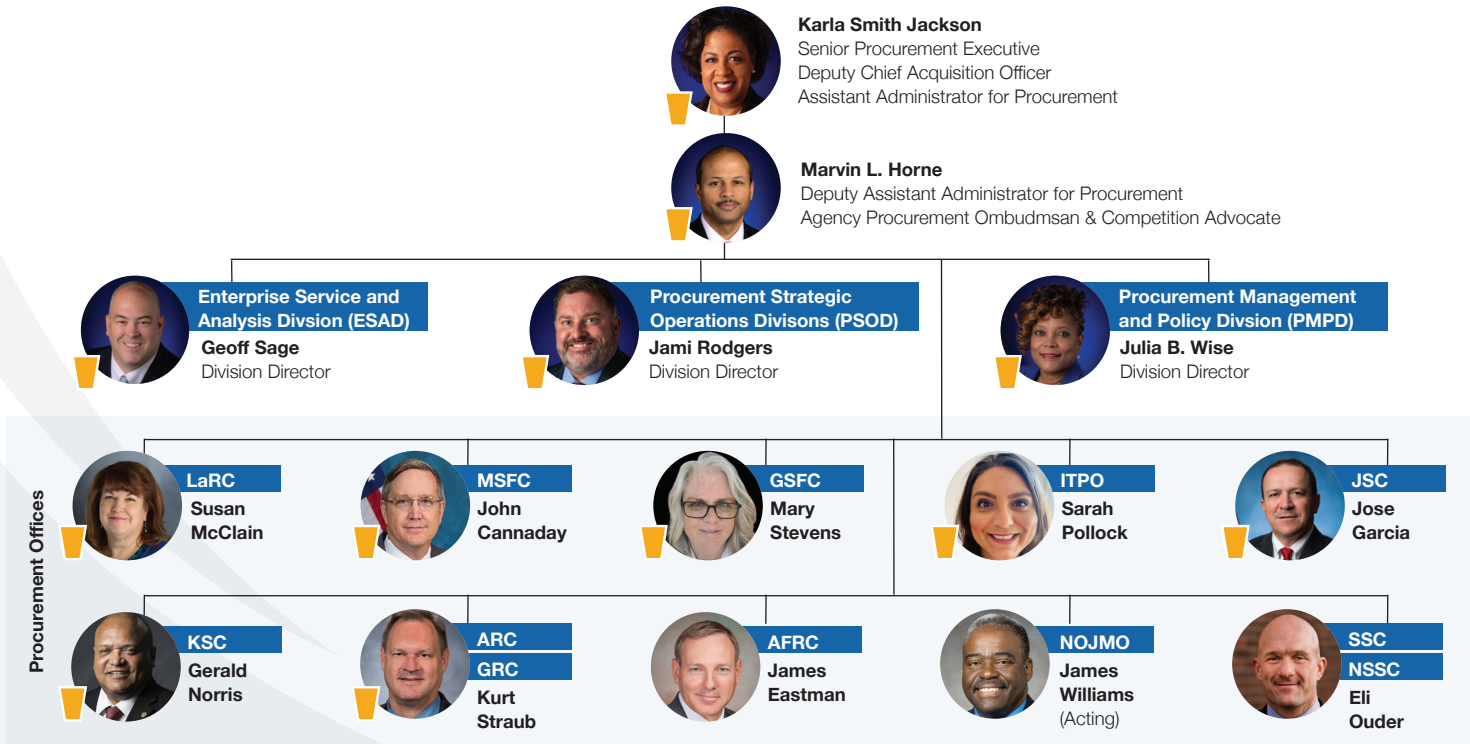 Karla Smith Jackson
Senior Procurement Executive
Deputy Chief Acquisition Officer
Assistant Administrator for Procurement
Marvin L. Horne
Deputy Assistant Administrator for Procurement
Agency Procurement Ombudmsan & Competition Advocate
Enterprise Service and
Analysis Divsion (ESAD)
Geoff Sage
Division Director
Procurement Strategic
Operations Divisons (PSOD)
Jami Rodgers
Division Director
Procurement Management
and Policy Divsion (PMPD)
Julia B. Wise
Division Director
Procurement Offices
LaRC
Susan
McClain
MSFC
John
Cannaday
GSFC
Mary
Stevens
ITPO
Sarah
Pollock
JSC
Jose
Garcia
KSC
Gerald
Norris
ARC
GRC
Kurt
Straub
AFRC
James
Eastman
NOJMO
James
Williams
(Acting)
SSC
NSSC
Eli
Ouder